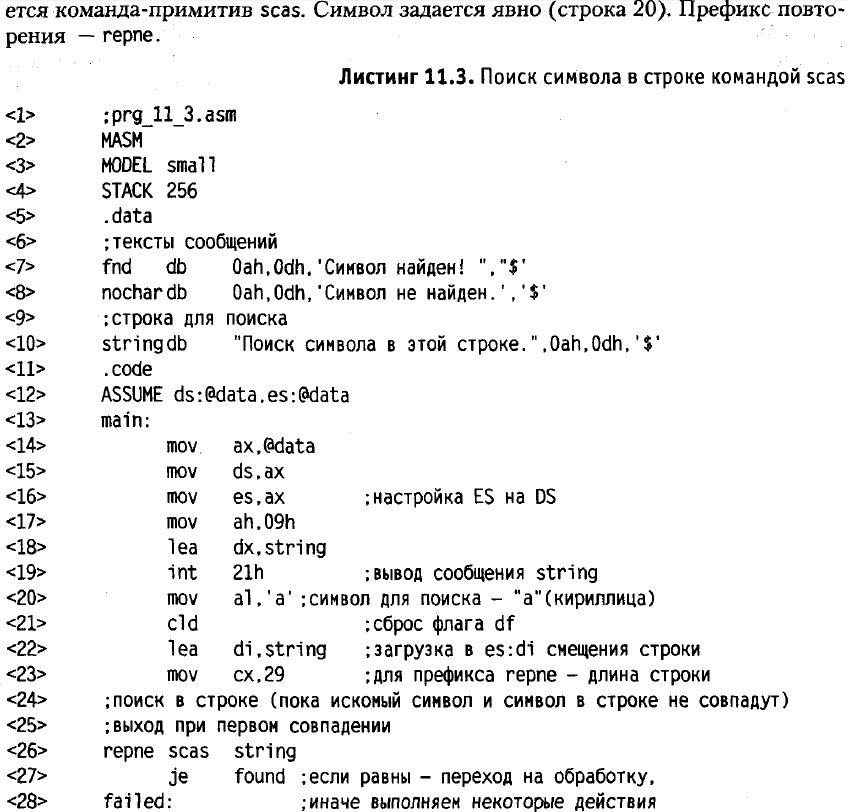 ется команда-примитив scas. Символ задается явно (строка 20). Префикс повто-
рения — repne.
Листинг 11.3. Поиск символа в строке командой scas
<1> ;prg_11_3.asm
<2> MASM
<3> MODEL small
<4> STACK 256
<5> .data
<6> ;тексты сообщений
<7> fnd db 0ah,0dh,'Символ найден! ","$'
<8> nochar db 0ah,0dh,'Символ не найден.','$'
<9> ;строка для поиска
<10> string db "Поиск символа в этой строке.",0ah,0dh,'$'
<11> .code
<12> ASSUME ds:@data,es:@data
<13> main:
<14> mov ax,@data
<15> mov ds,ax
<16> mov es,ax ;настройка ES на DS
<17> mov ah,09h
<18> lea dx,string
<19> int 21h ;вывод сообщения string
<20> mov al,'а' ;символ для поиска – "а"(кириллица)
<21> cld ;сброс флага df
<22> lea di,string ;загрузка в es:di смещения строки
<23> mov cx,29 ;для префикса repne – длина строки
<24> ;поиск в строке (пока искомый символ и символ в строке не совпадут)
<25> ;выход при первом совпадении
<26> repne scas string
<27> je found ;если равны – переход на обработку,
<28> failed: ;иначе выполняем некоторые действия